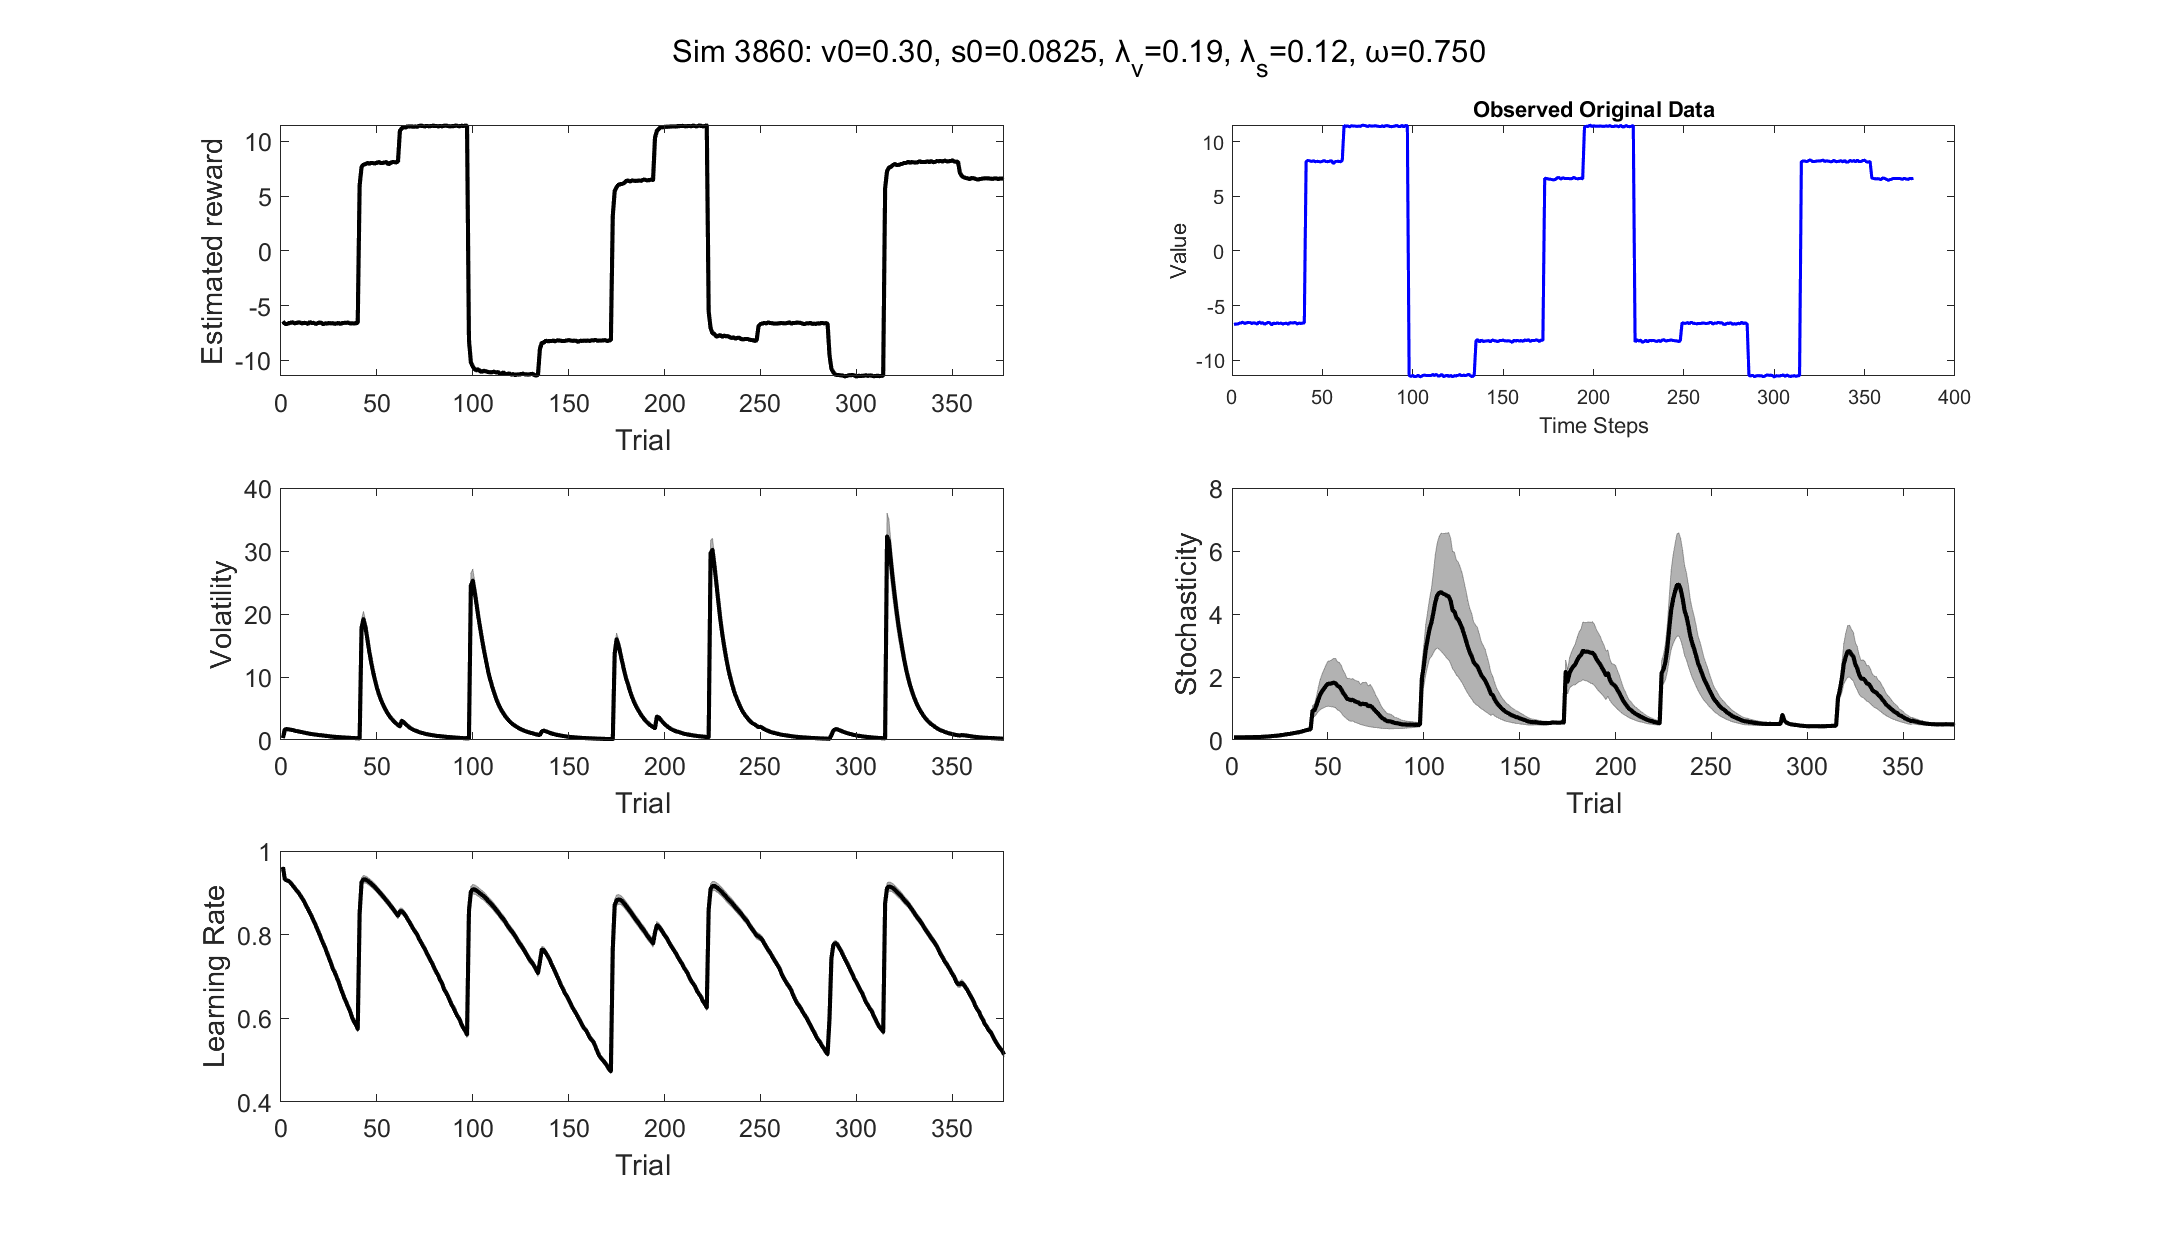 Sim 3860: v0=0.30, s0=0.0825, λ_v=0.19, λ_s=0.12, ω=0.750
Estimated reward
10
5
0
-5
-10
0 50 100 150 200 250 300 350
Trial
Observed Original Data
Value
10
5
0
-5
-10
0 50 100 150 200 250 300 350 400
Time Steps
Volatility
40
30
20
10
0
0 50 100 150 200 250 300 350
Trial
Stochasticity
8
6
4
2
0
0 50 100 150 200 250 300 350
Trial
Learning Rate
1
0.8
0.6
0.4
0 50 100 150 200 250 300 350
Trial